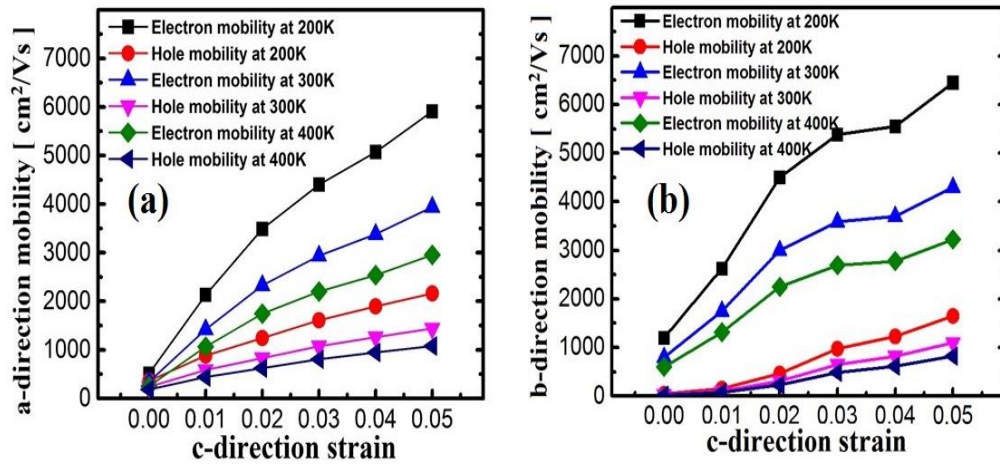 Electron mobility at 200K
Hole mobility at 200K
Electron mobility at 300K
Hole mobility at 300K
Electron mobility at 400K
Hole mobility at 400K
(a)
a-direction mobility [ cm²/Vs ]
7000
6000
5000
4000
3000
2000
1000
0
0.00 0.01 0.02 0.03 0.04 0.05
c-direction strain
Electron mobility at 200K
Hole mobility at 200K
Electron mobility at 300K
Hole mobility at 300K
Electron mobility at 400K
Hole mobility at 400K
(b)
b-direction mobility [ cm²/Vs ]
7000
6000
5000
4000
3000
2000
1000
0
0.00 0.01 0.02 0.03 0.04 0.05
c-direction strain